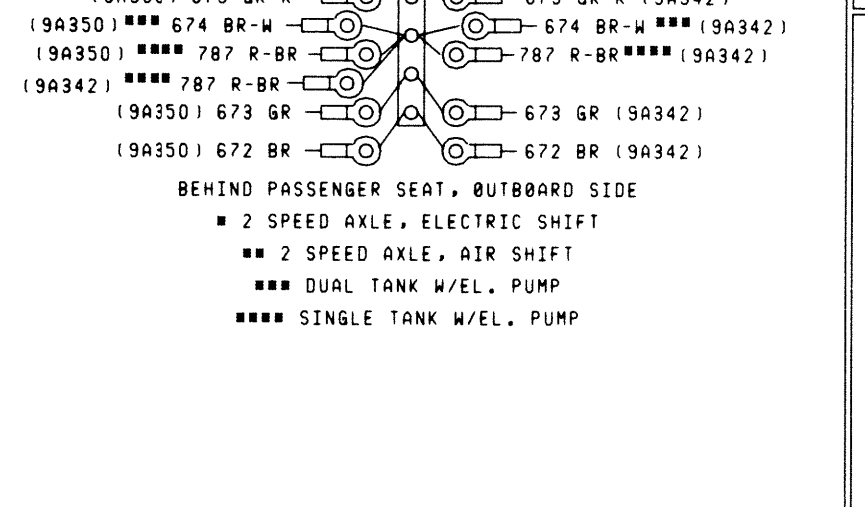 (9A350) ■■■ 674 BR-W 674 BR-W ■■■ (9A342)
(9A350) ■■■■ 787 R-BR 787 R-BR ■■■■ (9A342)
(9A342) ■■■■ 787 R-BR
(9A350) 673 GR 673 GR (9A342)
(9A350) 672 BR 672 BR (9A342)
BEHIND PASSENGER SEAT, OUTBOARD SIDE
■ 2 SPEED AXLE, ELECTRIC SHIFT
■■ 2 SPEED AXLE, AIR SHIFT
■■■ DUAL TANK W/EL. PUMP
■■■■ SINGLE TANK W/EL. PUMP